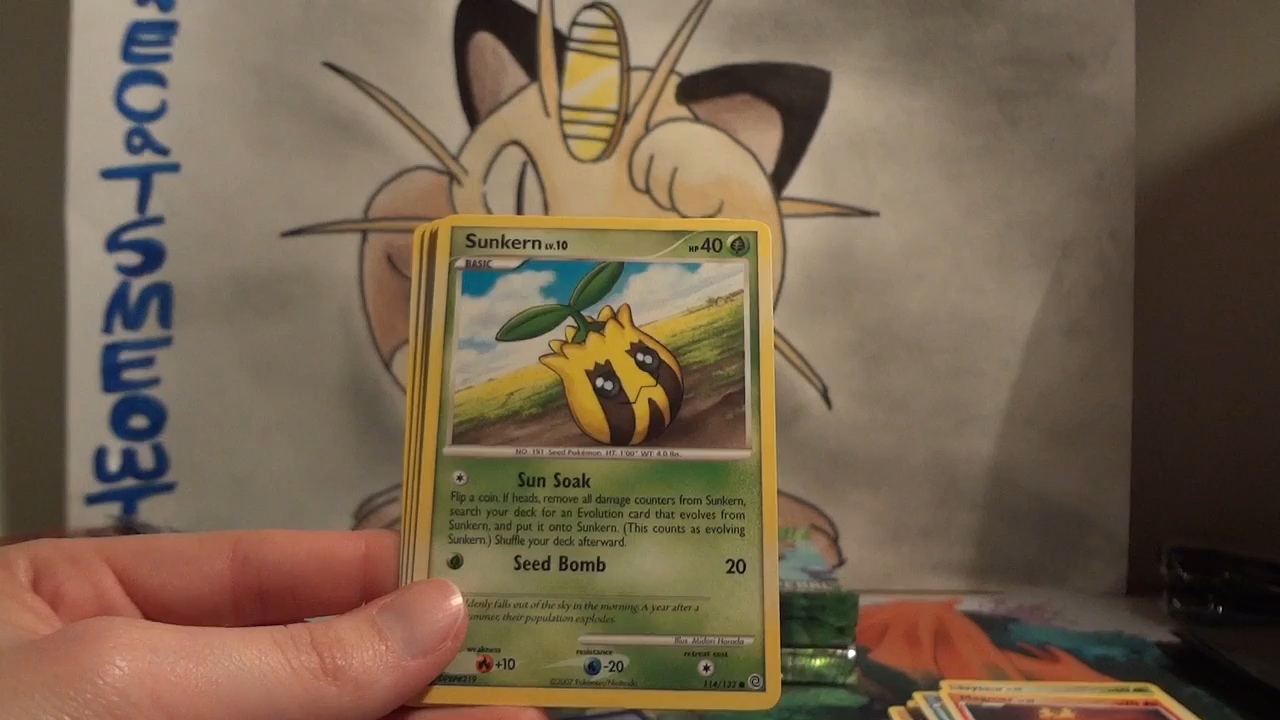 Sunkern LV.10
HP 40
BASIC
NO. 191 Seed Pokémon HT. 1'00" WT. 4.0 lbs.
Sun Soak
Flip a coin. If heads, remove all damage counters from Sunkern,
search your deck for an Evolution card that evolves from
Sunkern, and put it onto Sunkern. (This counts as evolving
Sunkern.) Shuffle your deck afterward.
Seed Bomb 20
falls out of the sky in the morning. A year after a
their population explodes.
Illus. Midori Harada
weakness
resistance
retreat cost
+10
-20
©2007 Pokémon/Nintendo
114/132